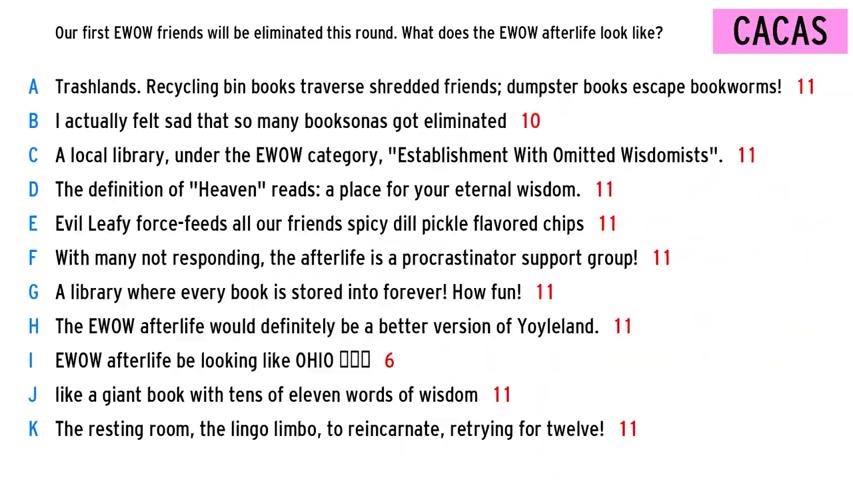 Our first EWOW friends will be eliminated this round. What does the EWOW afterlife look like?
CACAS
A Trashlands. Recycling bin books traverse shredded friends; dumpster books escape bookworms! 11
B I actually felt sad that so many booksonas got eliminated 10
C A local library, under the EWOW category, "Establishment With Omitted Wisdomists". 11
D The definition of "Heaven" reads: a place for your eternal wisdom. 11
E Evil Leafy force-feeds all our friends spicy dill pickle flavored chips 11
F With many not responding, the afterlife is a procrastinator support group! 11
G A library where every book is stored into forever! How fun! 11
H The EWOW afterlife would definitely be a better version of Yoyleland. 11
I EWOW afterlife be looking like OHIO 6
J like a giant book with tens of eleven words of wisdom 11
K The resting room, the lingo limbo, to reincarnate, retrying for twelve! 11